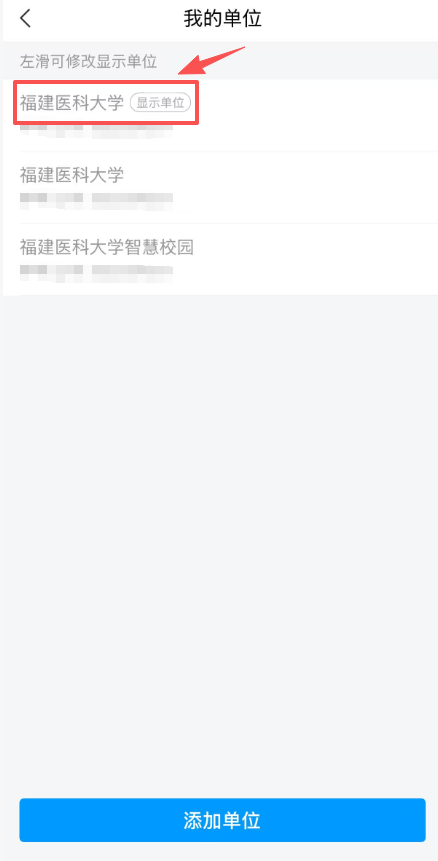 我的单位
左滑可修改显示单位
福建医科大学 显示单位
福建医科大学
福建医科大学智慧校园
添加单位